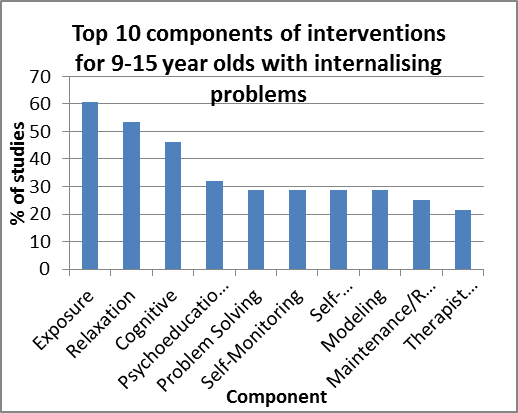 Top 10 components of interventions
for 9-15 year olds with internalising
problems
70
60
50
40
30
20
10
0
% of studies
Exposure
Relaxation
Cognitive
Psychoeducatio...
Problem Solving
Self-Monitoring
Self-...
Modeling
Maintenance/R...
Therapist...
Component